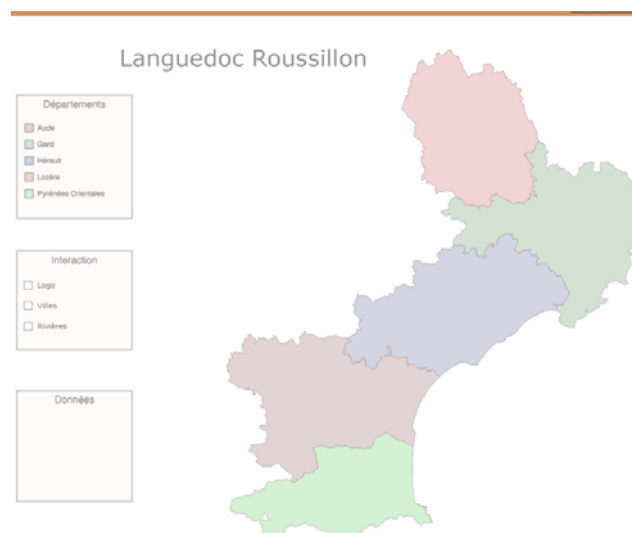 Languedoc Roussillon
Départements
Aude
Gard
Hérault
Lozère
Pyrénées Orientales
Interaction
Logo
Villes
Rivières
Données